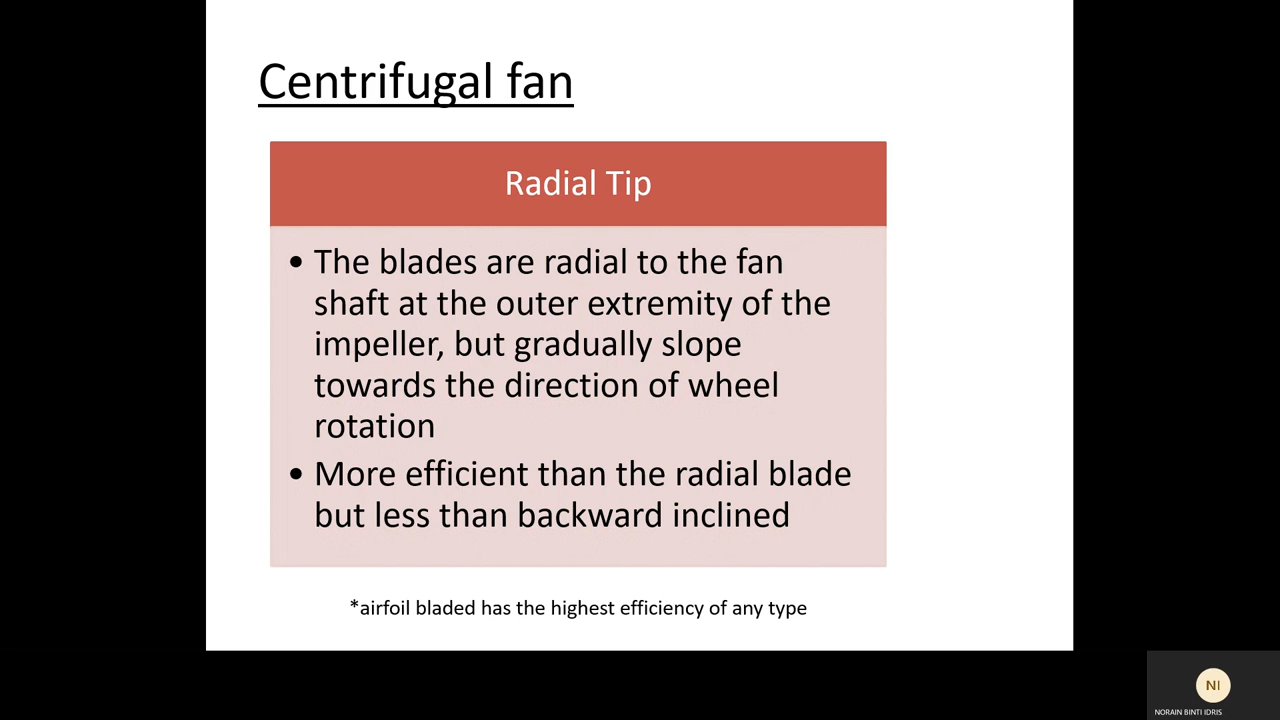 Centrifugal fan
Radial Tip
• The blades are radial to the fan
shaft at the outer extremity of the
impeller, but gradually slope
towards the direction of wheel
rotation
• More efficient than the radial blade
but less than backward inclined
*airfoil bladed has the highest efficiency of any type
NI
NORAIN BINTI IDRIS